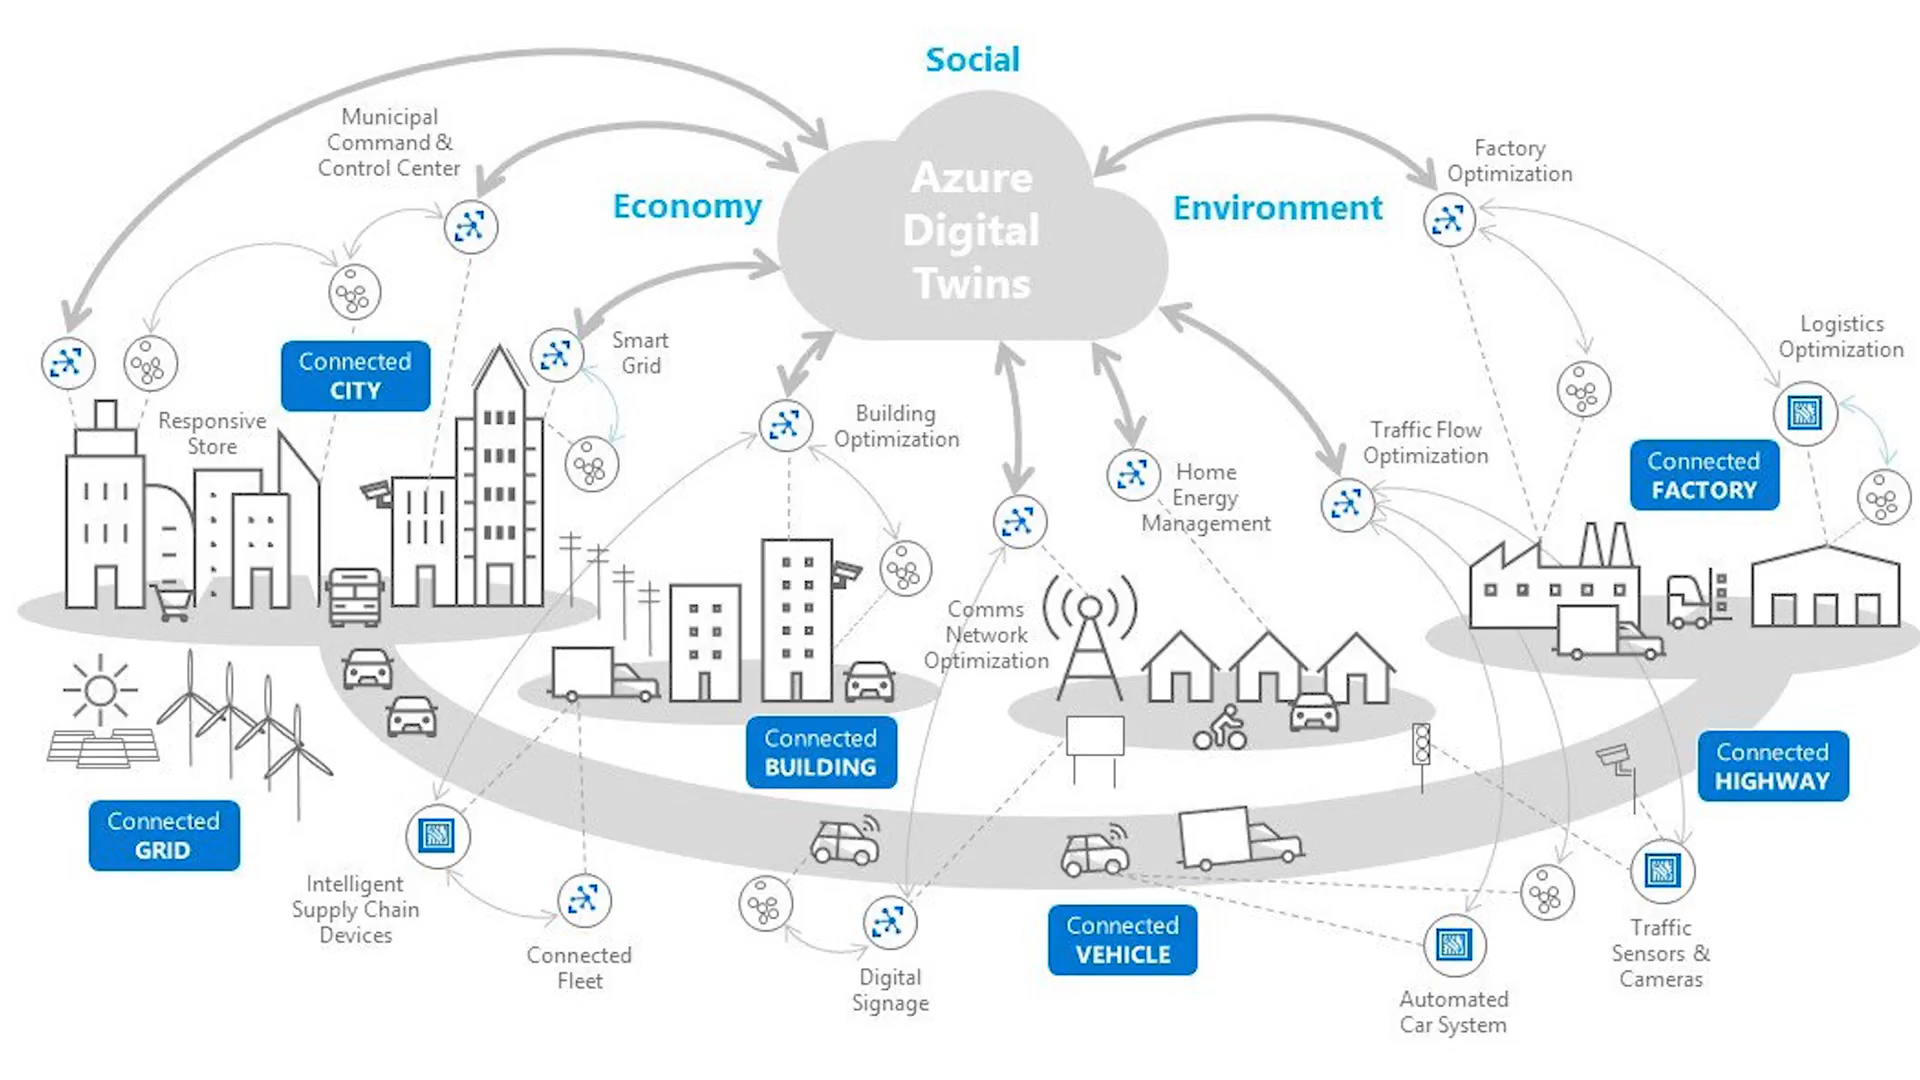 Social
Azure
Digital
Twins
Economy
Environment
Municipal
Command &
Control Center
Factory
Optimization
Connected
CITY
Smart
Grid
Responsive
Store
Building
Optimization
Home
Energy
Management
Traffic Flow
Optimization
Logistics
Optimization
Connected
FACTORY
Comms
Network
Optimization
Connected
BUILDING
Connected
HIGHWAY
Connected
GRID
Intelligent
Supply Chain
Devices
Connected
Fleet
Digital
Signage
Connected
VEHICLE
Automated
Car System
Traffic
Sensors &
Cameras